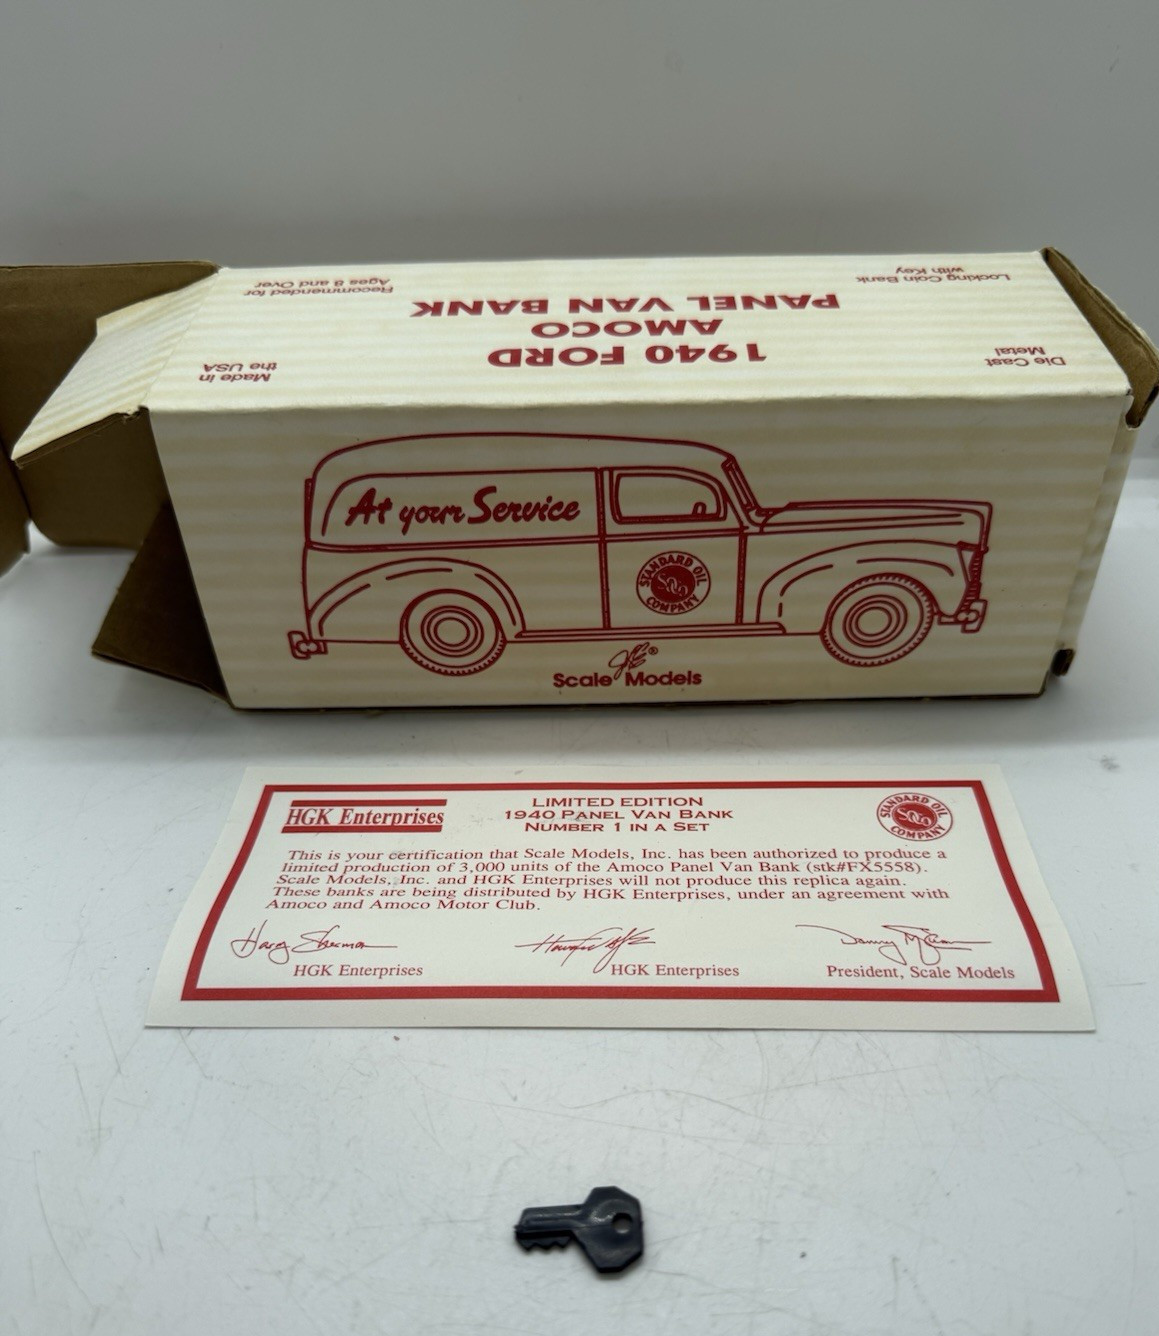 1940 FORD
AMOCO
PANEL VAN BANK
Die Cast
Metal
Made in
the USA
Locking Coin Bank
with Key
Recommended for
Ages 8 and Over
At your Service
STANDARD OIL
COMPANY
Scale Models
®
HGK Enterprises
LIMITED EDITION
1940 PANEL VAN BANK
NUMBER 1 IN A SET
STANDARD OIL
COMPANY
This is your certification that Scale Models, Inc. has been authorized to produce a
limited production of 3,000 units of the Amoco Panel Van Bank (stk#FX5558).
Scale Models, Inc. and HGK Enterprises will not produce this replica again.
These banks are being distributed by HGK Enterprises, under an agreement with
Amoco and Amoco Motor Club.
HGK Enterprises
HGK Enterprises
President, Scale Models